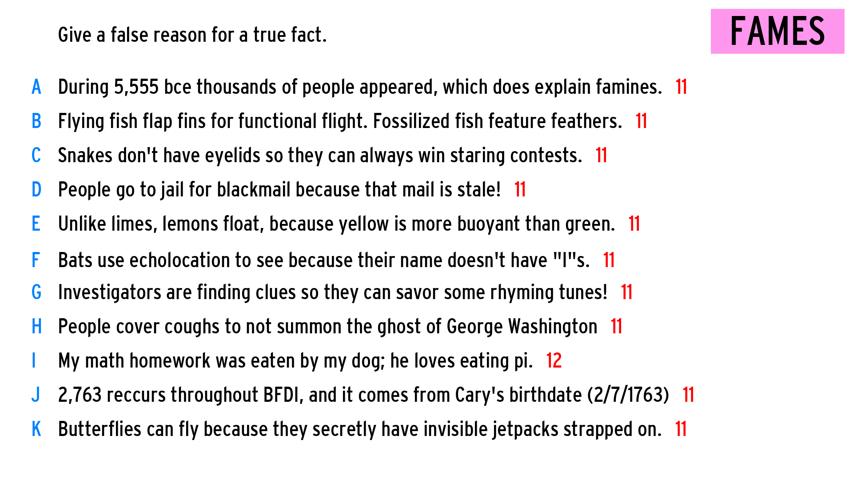 Give a false reason for a true fact.
FAMES
A During 5,555 bce thousands of people appeared, which does explain famines. 11
B Flying fish flap fins for functional flight. Fossilized fish feature feathers. 11
C Snakes don't have eyelids so they can always win staring contests. 11
D People go to jail for blackmail because that mail is stale! 11
E Unlike limes, lemons float, because yellow is more buoyant than green. 11
F Bats use echolocation to see because their name doesn't have "I"s. 11
G Investigators are finding clues so they can savor some rhyming tunes! 11
H People cover coughs to not summon the ghost of George Washington 11
I My math homework was eaten by my dog; he loves eating pi. 12
J 2,763 reccurs throughout BFDI, and it comes from Cary's birthdate (2/7/1763) 11
K Butterflies can fly because they secretly have invisible jetpacks strapped on. 11